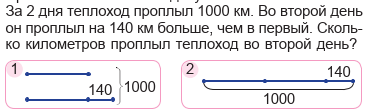 За 2 дня теплоход проплыл 1000 км. Во второй день
он проплыл на 140 км больше, чем в первый. Сколь-
ко километров проплыл теплоход во второй день?
1
140
1000
2
140
1000